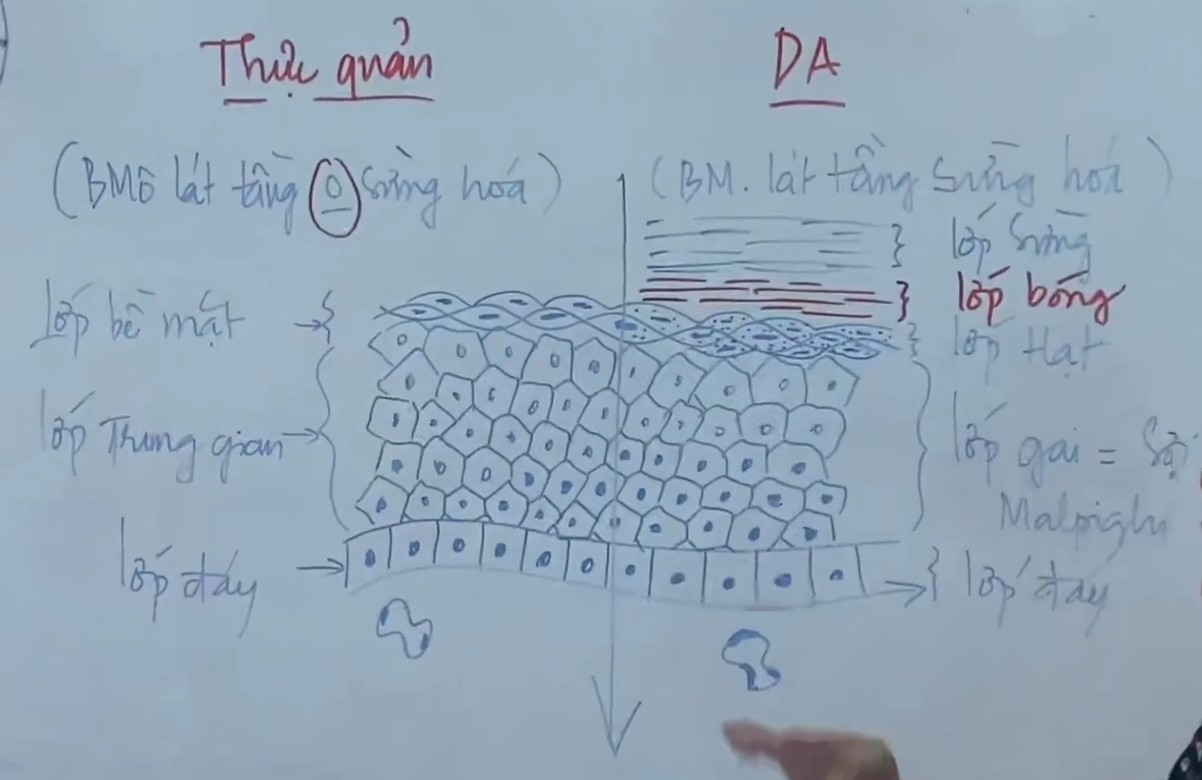 Thực quản
(BMô lát tầng 0 sừng hoá)
lớp bề mặt
lớp Trung gian
lớp đáy
DA
(BM. lát tầng sừng hoá)
lớp sừng
lớp bóng
lớp Hạt
lớp gai =
Malpighi
lớp đáy